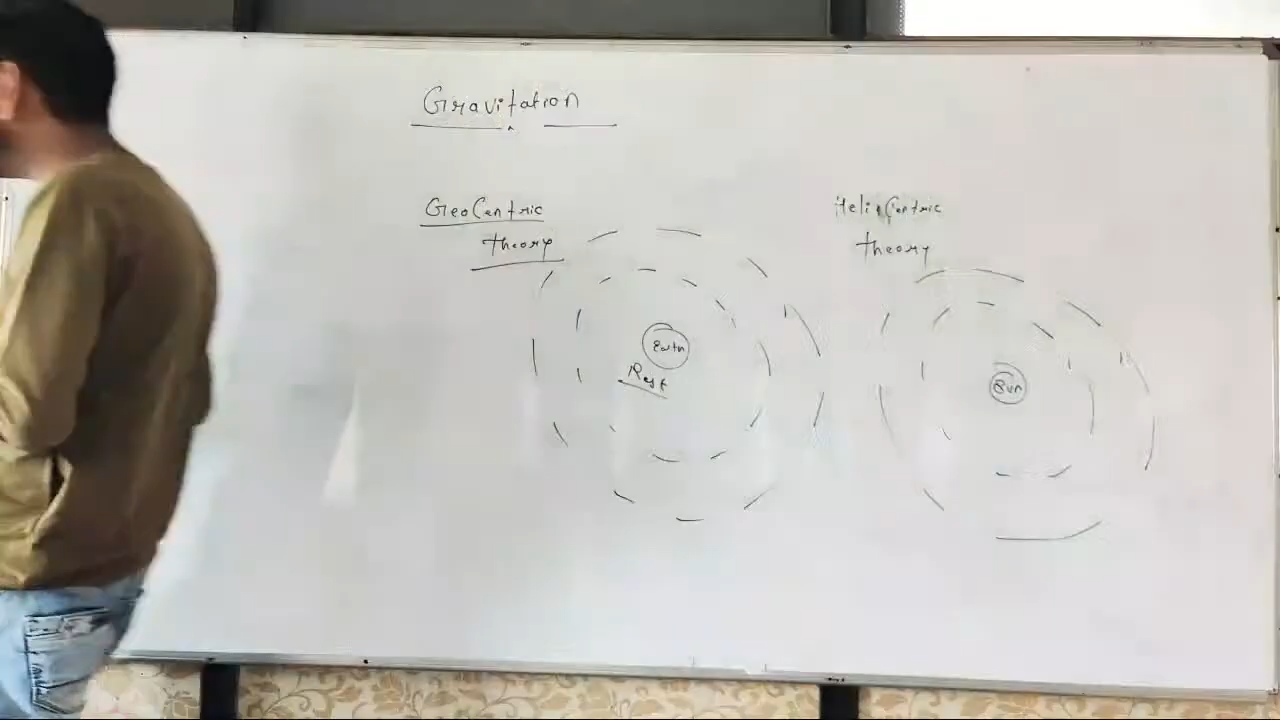 Gravitation
GeoCentric
theory
HelioCentric
theory
Earth
Rest
Sun